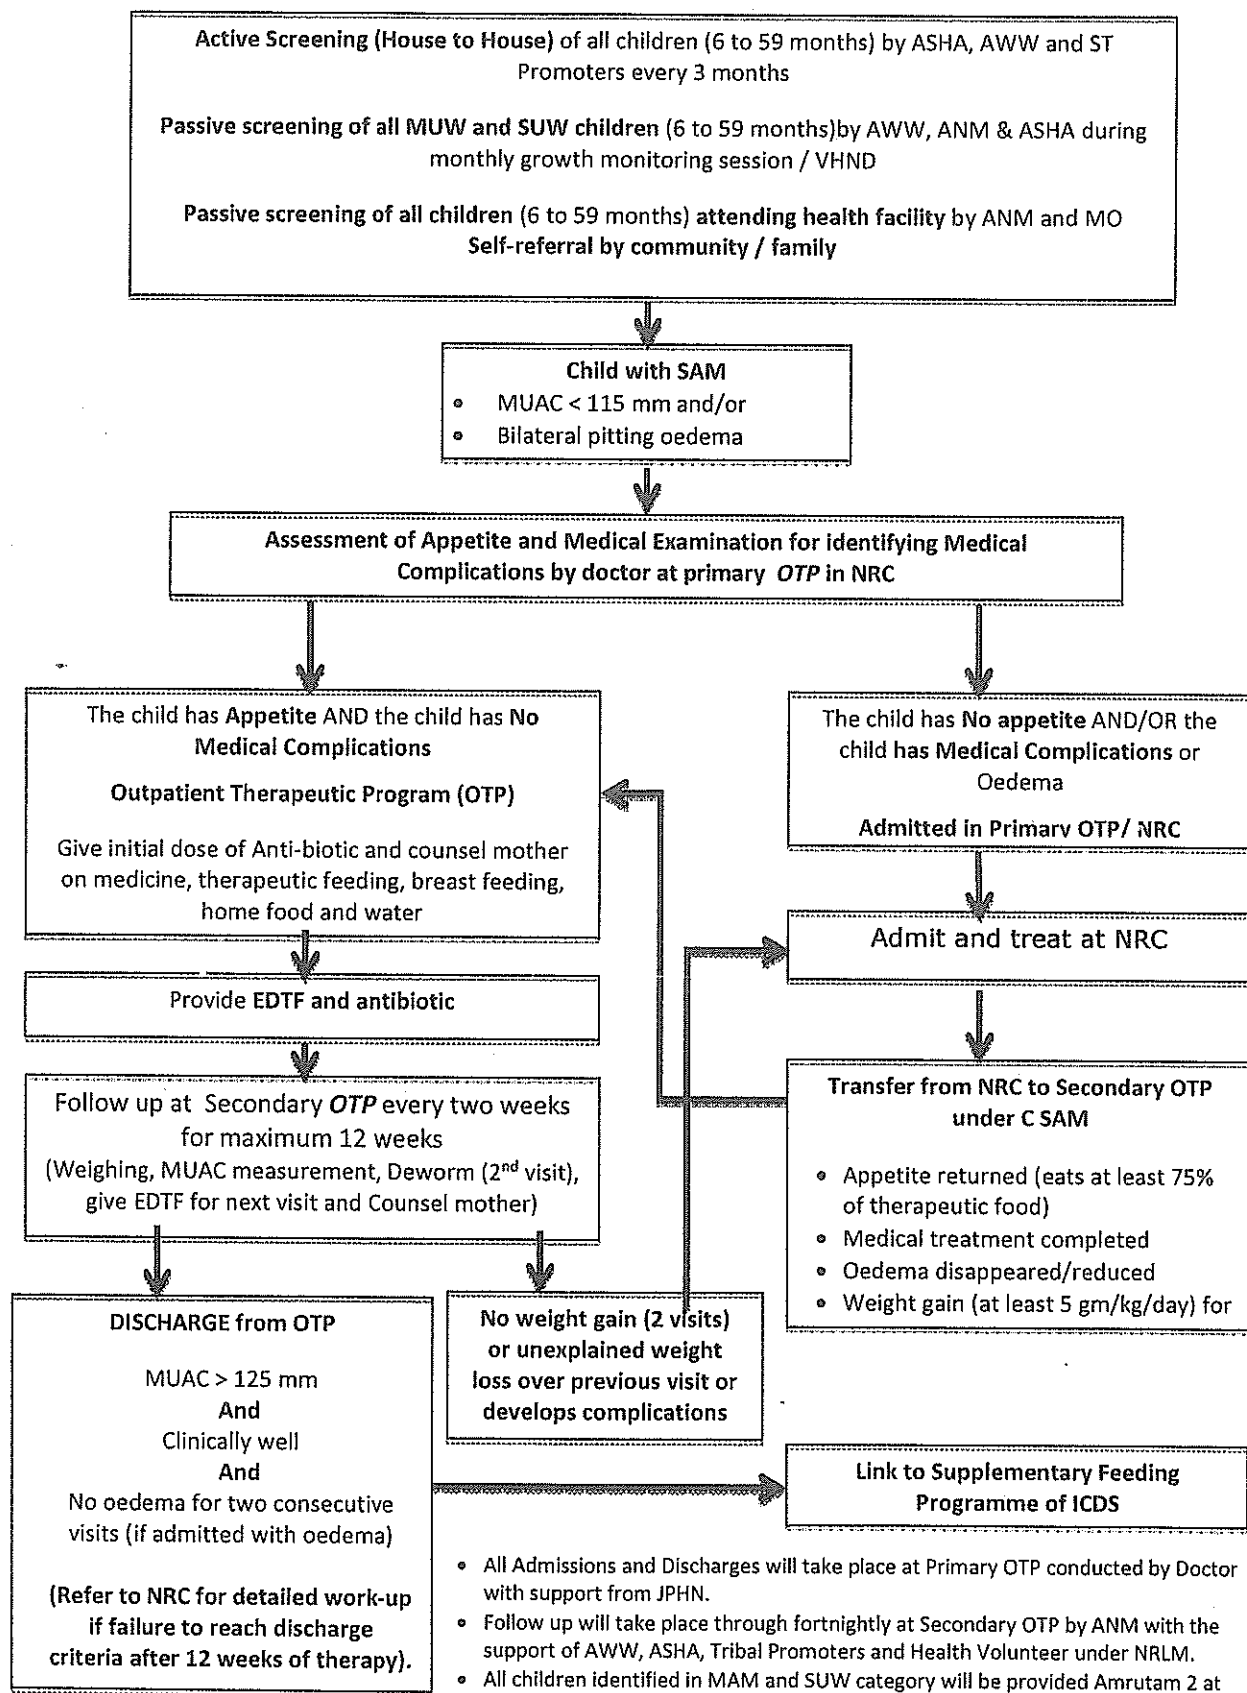 Active Screening (House to House) of all children (6 to 59 months) by ASHA, AWW and ST
Promoters every 3 months
Passive screening of all MUW and SUW children (6 to 59 months)by AWW, ANM & ASHA during
monthly growth monitoring session / VHND
Passive screening of all children (6 to 59 months) attending health facility by ANM and MO
Self-referral by community / family
Child with SAM
• MUAC < 115 mm and/or
• Bilateral pitting oedema
Assessment of Appetite and Medical Examination for identifying Medical
Complications by doctor at primary OTP in NRC
The child has Appetite AND the child has No
Medical Complications
Outpatient Therapeutic Program (OTP)
Give initial dose of Anti-biotic and counsel mother
on medicine, therapeutic feeding, breast feeding,
home food and water
The child has No appetite AND/OR the
child has Medical Complications or
Oedema
Admitted in Primary OTP/ NRC
Admit and treat at NRC
Provide EDTF and antibiotic
Follow up at Secondary OTP every two weeks
for maximum 12 weeks
(Weighing, MUAC measurement, Deworm (2nd visit),
give EDTF for next visit and Counsel mother)
Transfer from NRC to Secondary OTP
under C SAM
• Appetite returned (eats at least 75%
of therapeutic food)
• Medical treatment completed
• Oedema disappeared/reduced
• Weight gain (at least 5 gm/kg/day) for
DISCHARGE from OTP
MUAC > 125 mm
And
Clinically well
And
No oedema for two consecutive
visits (if admitted with oedema)
(Refer to NRC for detailed work-up
if failure to reach discharge
criteria after 12 weeks of therapy).
No weight gain (2 visits)
or unexplained weight
loss over previous visit or
develops complications
Link to Supplementary Feeding
Programme of ICDS
• All Admissions and Discharges will take place at Primary OTP conducted by Doctor
with support from JPHN.
• Follow up will take place through fortnightly at Secondary OTP by ANM with the
support of AWW, ASHA, Tribal Promoters and Health Volunteer under NRLM.
• All children identified in MAM and SUW category will be provided Amrutam 2 at